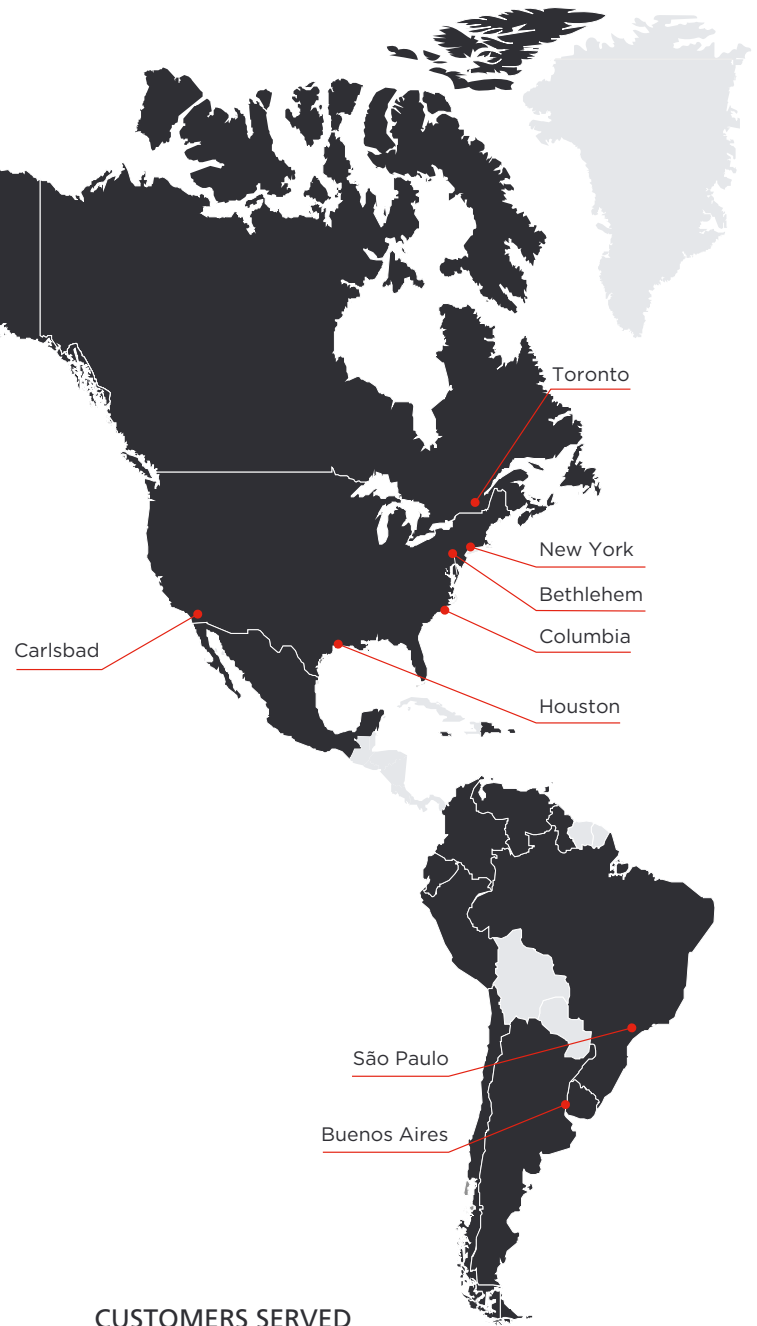 Toronto
New York
Bethlehem
Columbia
Carlsbad
Houston
São Paulo
Buenos Aires
CUSTOMERS SERVED